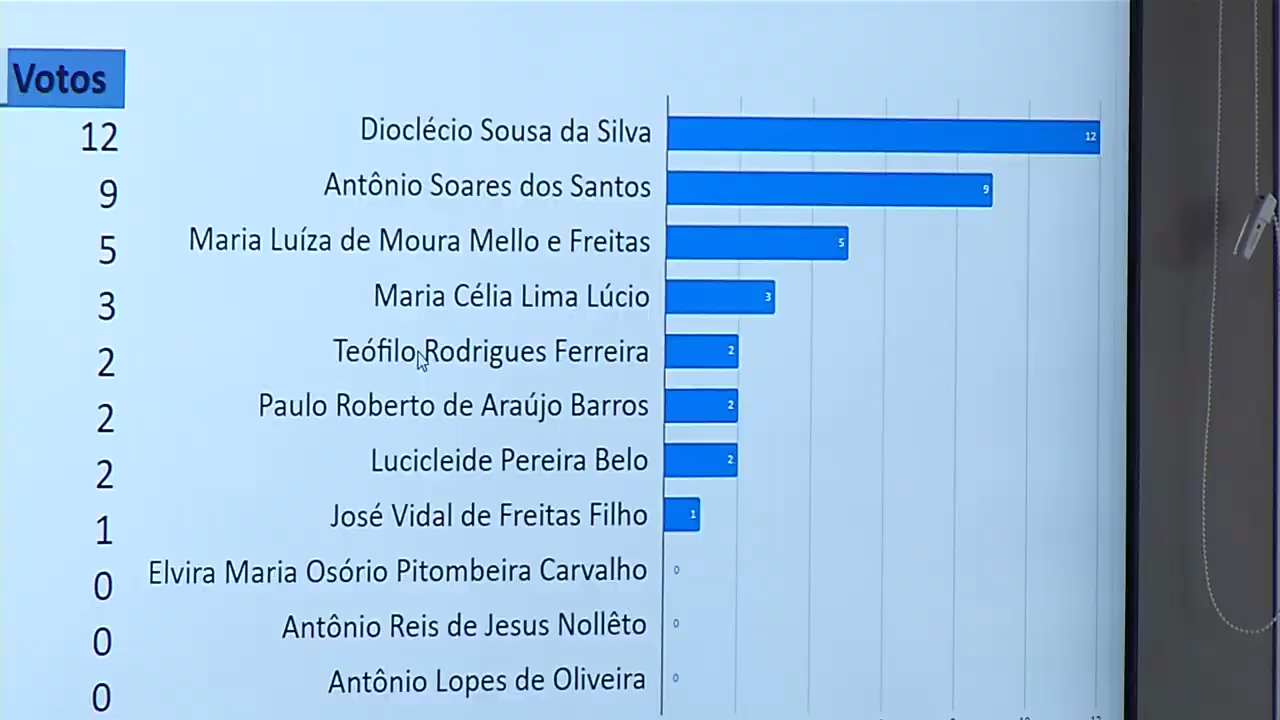 Votos
12 Dioclécio Sousa da Silva 12
9 Antônio Soares dos Santos 9
5 Maria Luíza de Moura Mello e Freitas 5
3 Maria Célia Lima Lúcio 3
2 Teófilo Rodrigues Ferreira 2
2 Paulo Roberto de Araújo Barros 2
2 Lucicleide Pereira Belo 2
1 José Vidal de Freitas Filho 1
0 Elvira Maria Osório Pitombeira Carvalho 0
0 Antônio Reis de Jesus Nollêto 0
0 Antônio Lopes de Oliveira 0